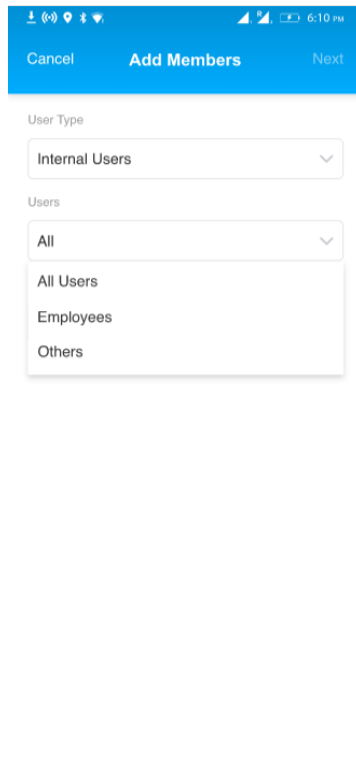 6:10 PM
Cancel Add Members Next
User Type
Internal Users
Users
All
All Users
Employees
Others